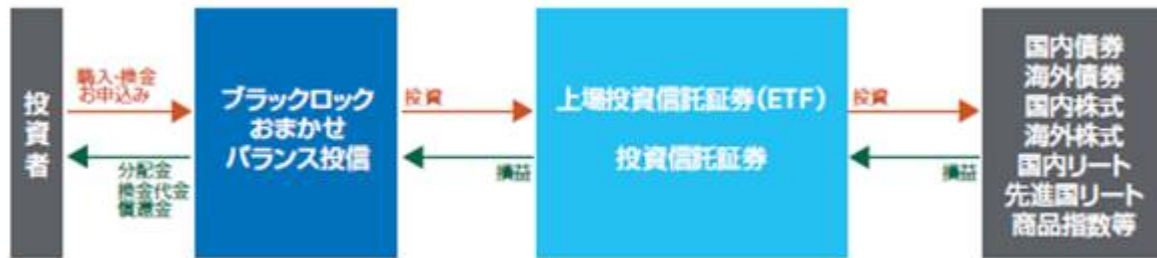 投資者
購入・換金
お申込み
分配金
換金代金
償還金
ブラックロック
おまかせ
バランス投信
投資
損益
上場投資信託証券(ETF)
投資信託証券
投資
損益
国内債券
海外債券
国内株式
海外株式
国内リート
先進国リート
商品指数等